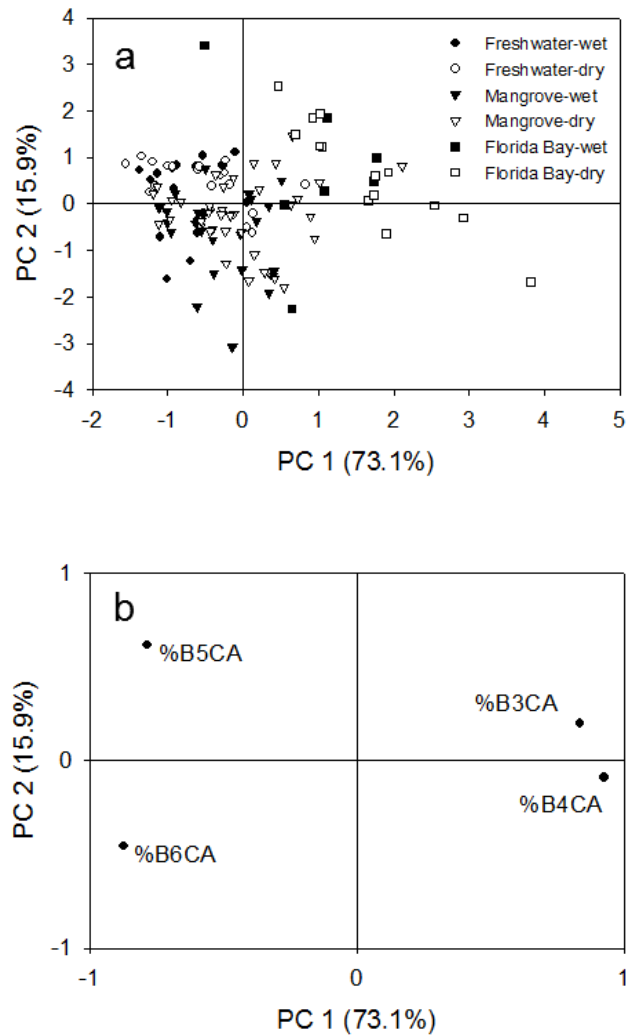 a
Freshwater-wet
Freshwater-dry
Mangrove-wet
Mangrove-dry
Florida Bay-wet
Florida Bay-dry
4
3
2
1
0
-1
-2
-3
-4
PC 2 (15.9%)
-2 -1 0 1 2 3 4 5
PC 1 (73.1%)
b
1
0
-1
PC 2 (15.9%)
%B5CA
%B3CA
%B4CA
%B6CA
-1 0 1
PC 1 (73.1%)